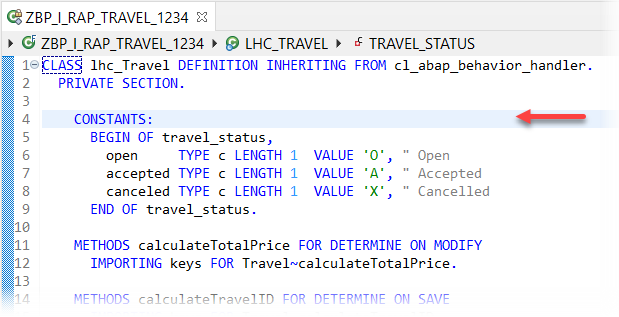 ZBP_I_RAP_TRAVEL_1234
ZBP_I_RAP_TRAVEL_1234 LHC_TRAVEL TRAVEL_STATUS
1 CLASS lhc_Travel DEFINITION INHERITING FROM cl_abap_behavior_handler.
2 PRIVATE SECTION.
3
4 CONSTANTS:
5 BEGIN OF travel_status,
6 open TYPE c LENGTH 1 VALUE 'O', " Open
7 accepted TYPE c LENGTH 1 VALUE 'A', " Accepted
8 canceled TYPE c LENGTH 1 VALUE 'X', " Cancelled
9 END OF travel_status.
10
11 METHODS calculateTotalPrice FOR DETERMINE ON MODIFY
12 IMPORTING keys FOR Travel~calculateTotalPrice.
13
14 METHODS calculateTravelID FOR DETERMINE ON SAVE